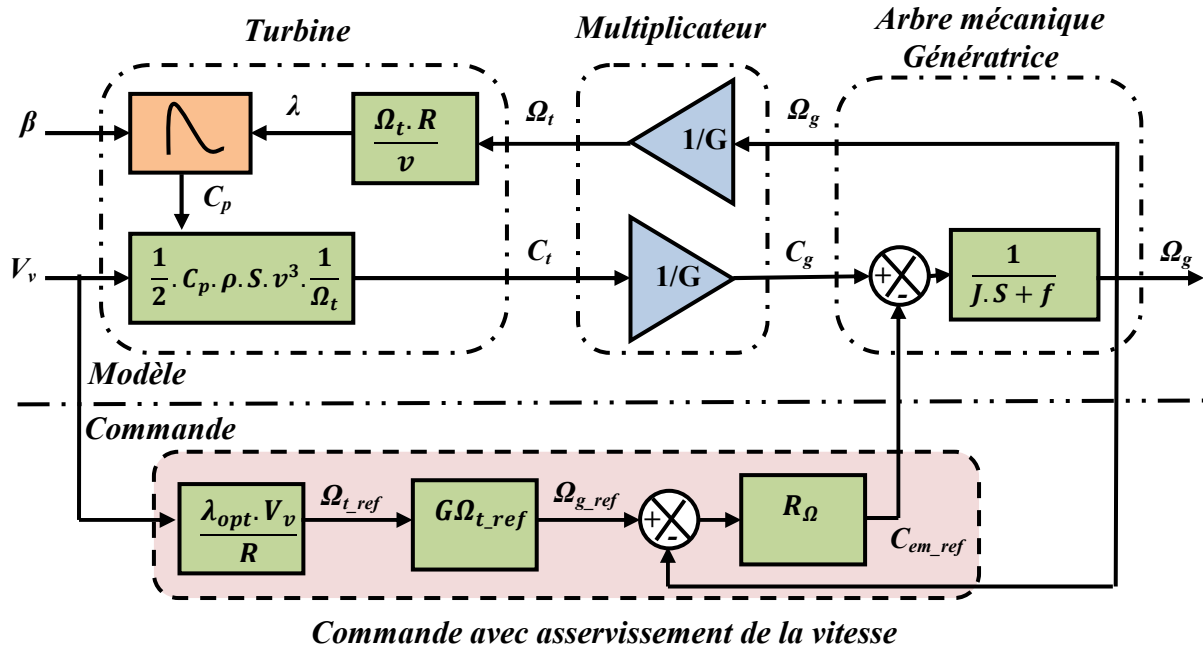 Turbine
Multiplicateur
Arbre mécanique
Génératrice
β
λ
Ω_t . R / v
Ω_t
1/G
Ω_g
C_p
V_v
1/2 . C_p . ρ . S . v³ . 1/Ω_t
C_t
1/G
C_g
+
-
1 / J . S + f
Ω_g
Modèle
Commande
λ_opt . V_v / R
Ω_t_ref
GΩ_t_ref
Ω_g_ref
+
-
R_Ω
C_em_ref
Commande avec asservissement de la vitesse